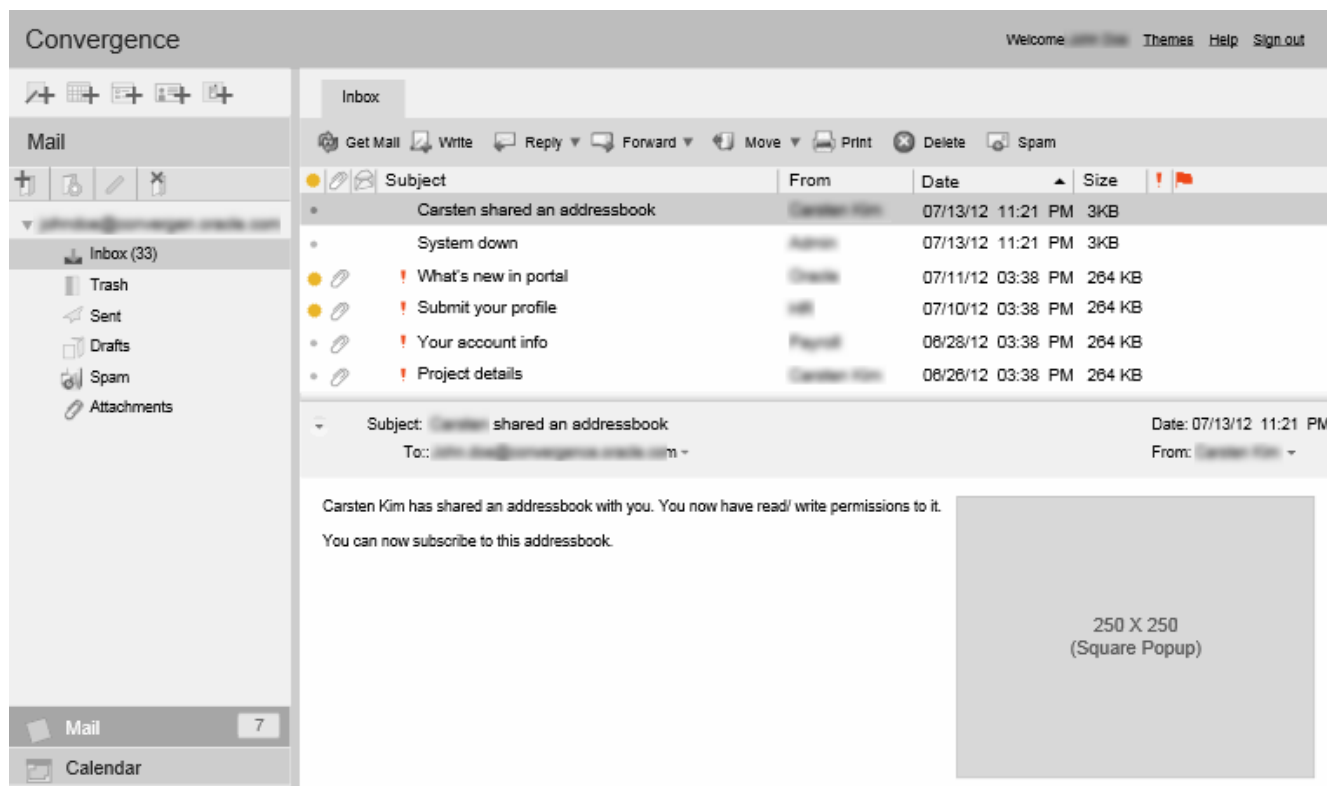 Convergence
Welcome Themes Help Sign out
Inbox
Mail
Get Mail Write Reply Forward Move Print Delete Spam
Subject From Date Size !
Carsten shared an addressbook 07/13/12 11:21 PM 3KB
System down 07/13/12 11:21 PM 3KB
! What's new in portal 07/11/12 03:38 PM 264 KB
! Submit your profile 07/10/12 03:38 PM 264 KB
! Your account info 06/28/12 03:38 PM 264 KB
! Project details 06/26/12 03:38 PM 264 KB
Inbox (33)
Trash
Sent
Drafts
Spam
Attachments
Subject: shared an addressbook Date: 07/13/12 11:21 PM
To:: From:
Carsten Kim has shared an addressbook with you. You now have read/ write permissions to it.
You can now subscribe to this addressbook.
250 X 250
(Square Popup)
Mail 7
Calendar